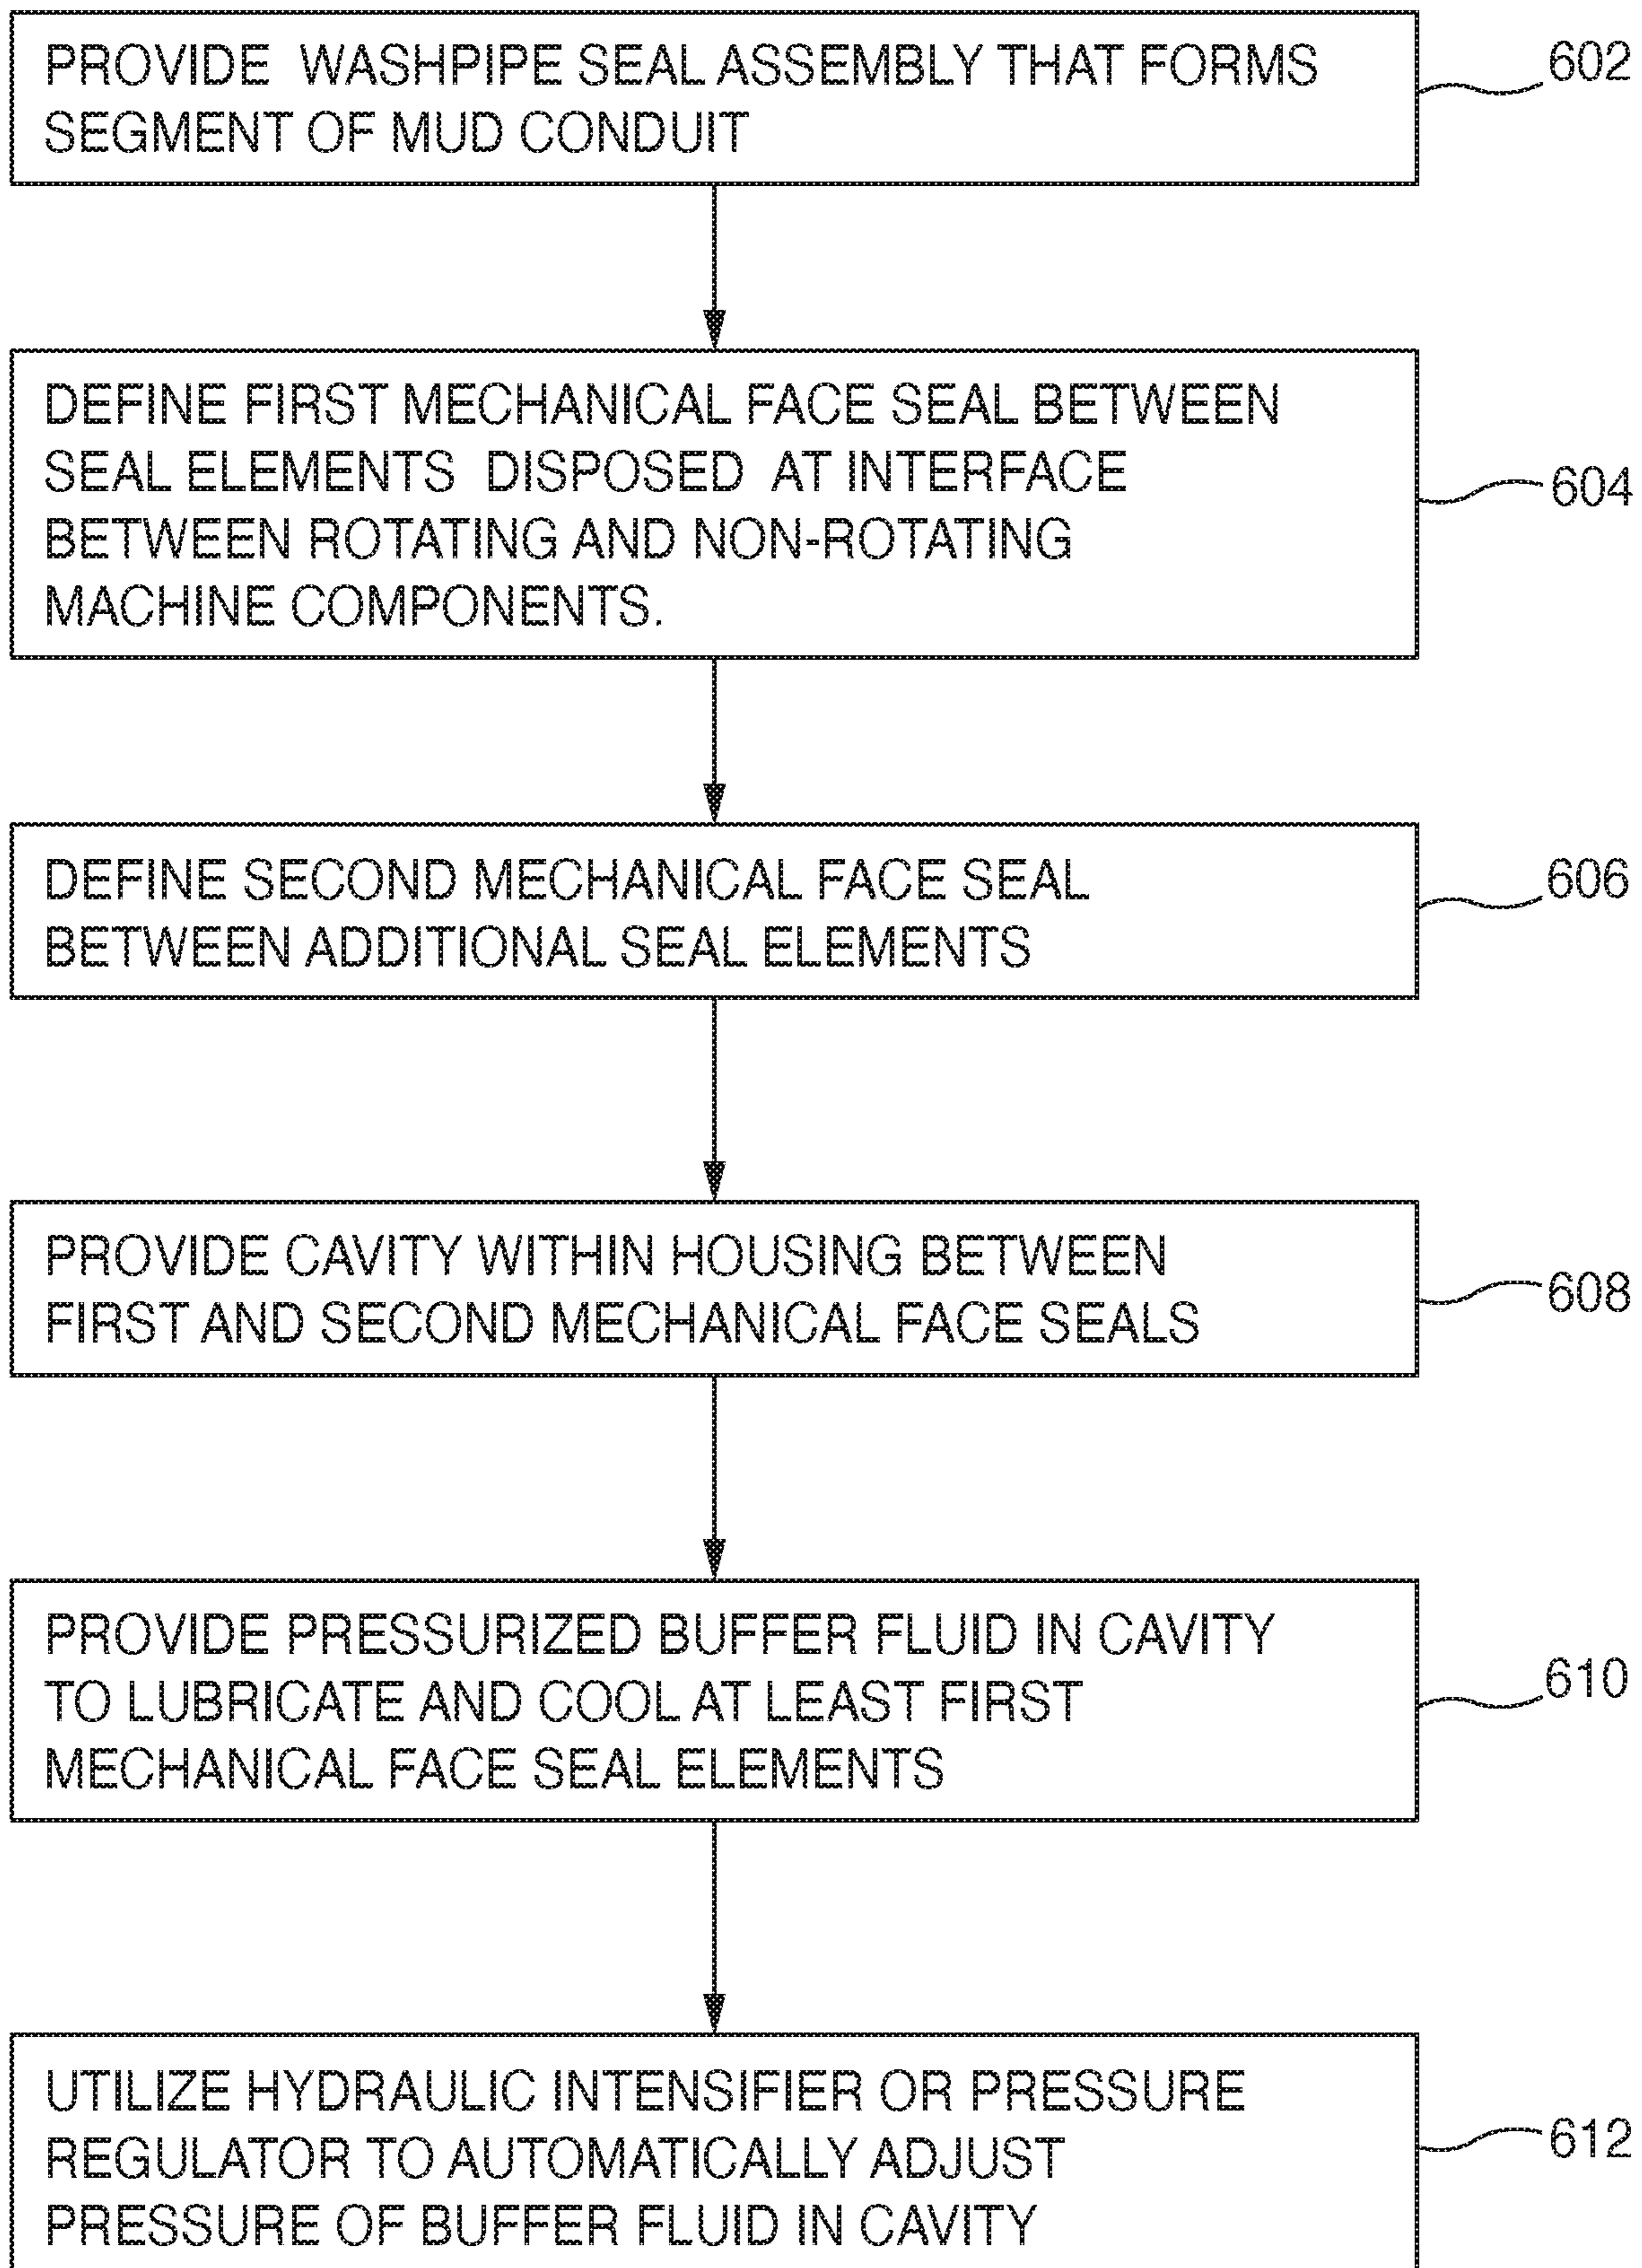 PROVIDE WASHPIPE SEAL ASSEMBLY THAT FORMS
SEGMENT OF MUD CONDUIT
602
DEFINE FIRST MECHANICAL FACE SEAL BETWEEN
SEAL ELEMENTS DISPOSED AT INTERFACE
BETWEEN ROTATING AND NON-ROTATING
MACHINE COMPONENTS.
604
DEFINE SECOND MECHANICAL FACE SEAL
BETWEEN ADDITIONAL SEAL ELEMENTS
606
PROVIDE CAVITY WITHIN HOUSING BETWEEN
FIRST AND SECOND MECHANICAL FACE SEALS
608
PROVIDE PRESSURIZED BUFFER FLUID IN CAVITY
TO LUBRICATE AND COOL AT LEAST FIRST
MECHANICAL FACE SEAL ELEMENTS
610
UTILIZE HYDRAULIC INTENSIFIER OR PRESSURE
REGULATOR TO AUTOMATICALLY ADJUST
PRESSURE OF BUFFER FLUID IN CAVITY
612